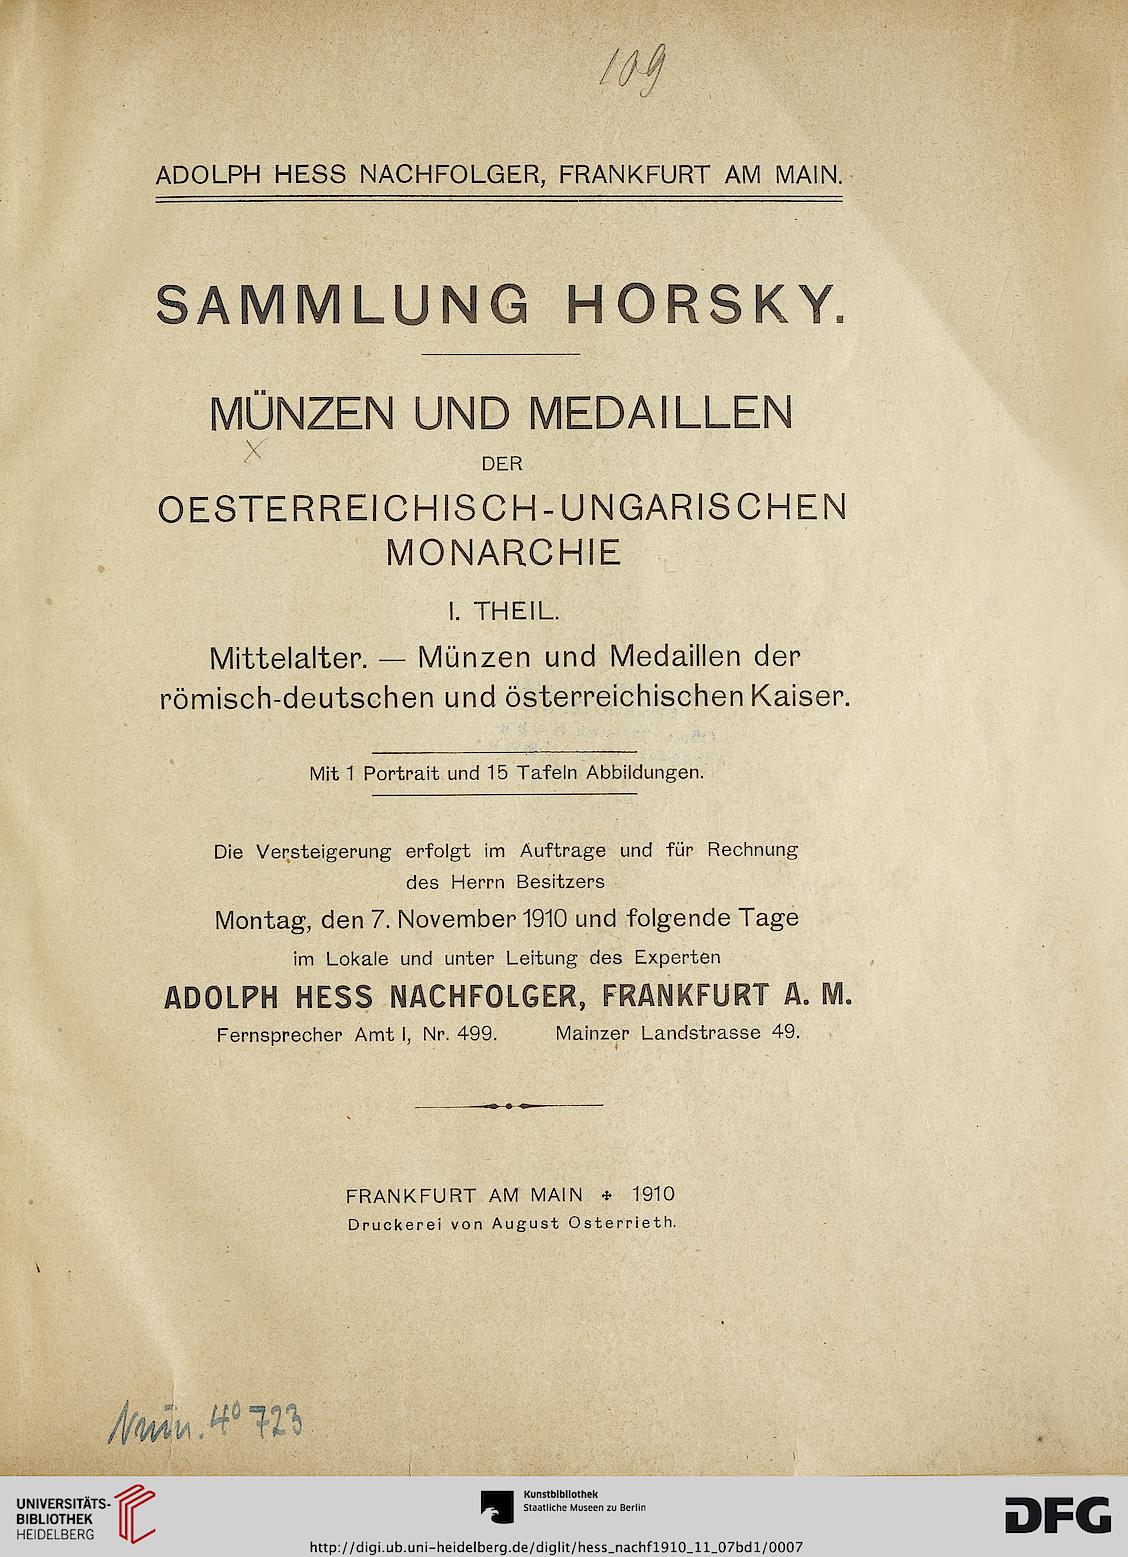 109
ADOLPH HESS NACHFOLGER, FRANKFURT AM MAIN.
SAMMLUNG HORSKY.
MÜNZEN UND MEDAILLEN
DER
OESTERREICHISCH-UNGARISCHEN
MONARCHIE
I. THEIL.
Mittelalter. — Münzen und Medaillen der
römisch-deutschen und österreichischen Kaiser.
Mit 1 Portrait und 15 Tafeln Abbildungen.
Die Versteigerung erfolgt im Auftrage und für Rechnung
des Herrn Besitzers
Montag, den 7. November 1910 und folgende Tage
im Lokale und unter Leitung des Experten
ADOLPH HESS NACHFOLGER, FRANKFURT A. M.
Fernsprecher Amt I, Nr. 499. Mainzer Landstrasse 49.
FRANKFURT AM MAIN ✤ 1910
Druckerei von August Osterrieth.
Num. 4° 723
UNIVERSITÄTS-
BIBLIOTHEK
HEIDELBERG
Kunstbibliothek
Staatliche Museen zu Berlin
DFG
http://digi.ub.uni-heidelberg.de/diglit/hess_nachf1910_11_07bd1/0007